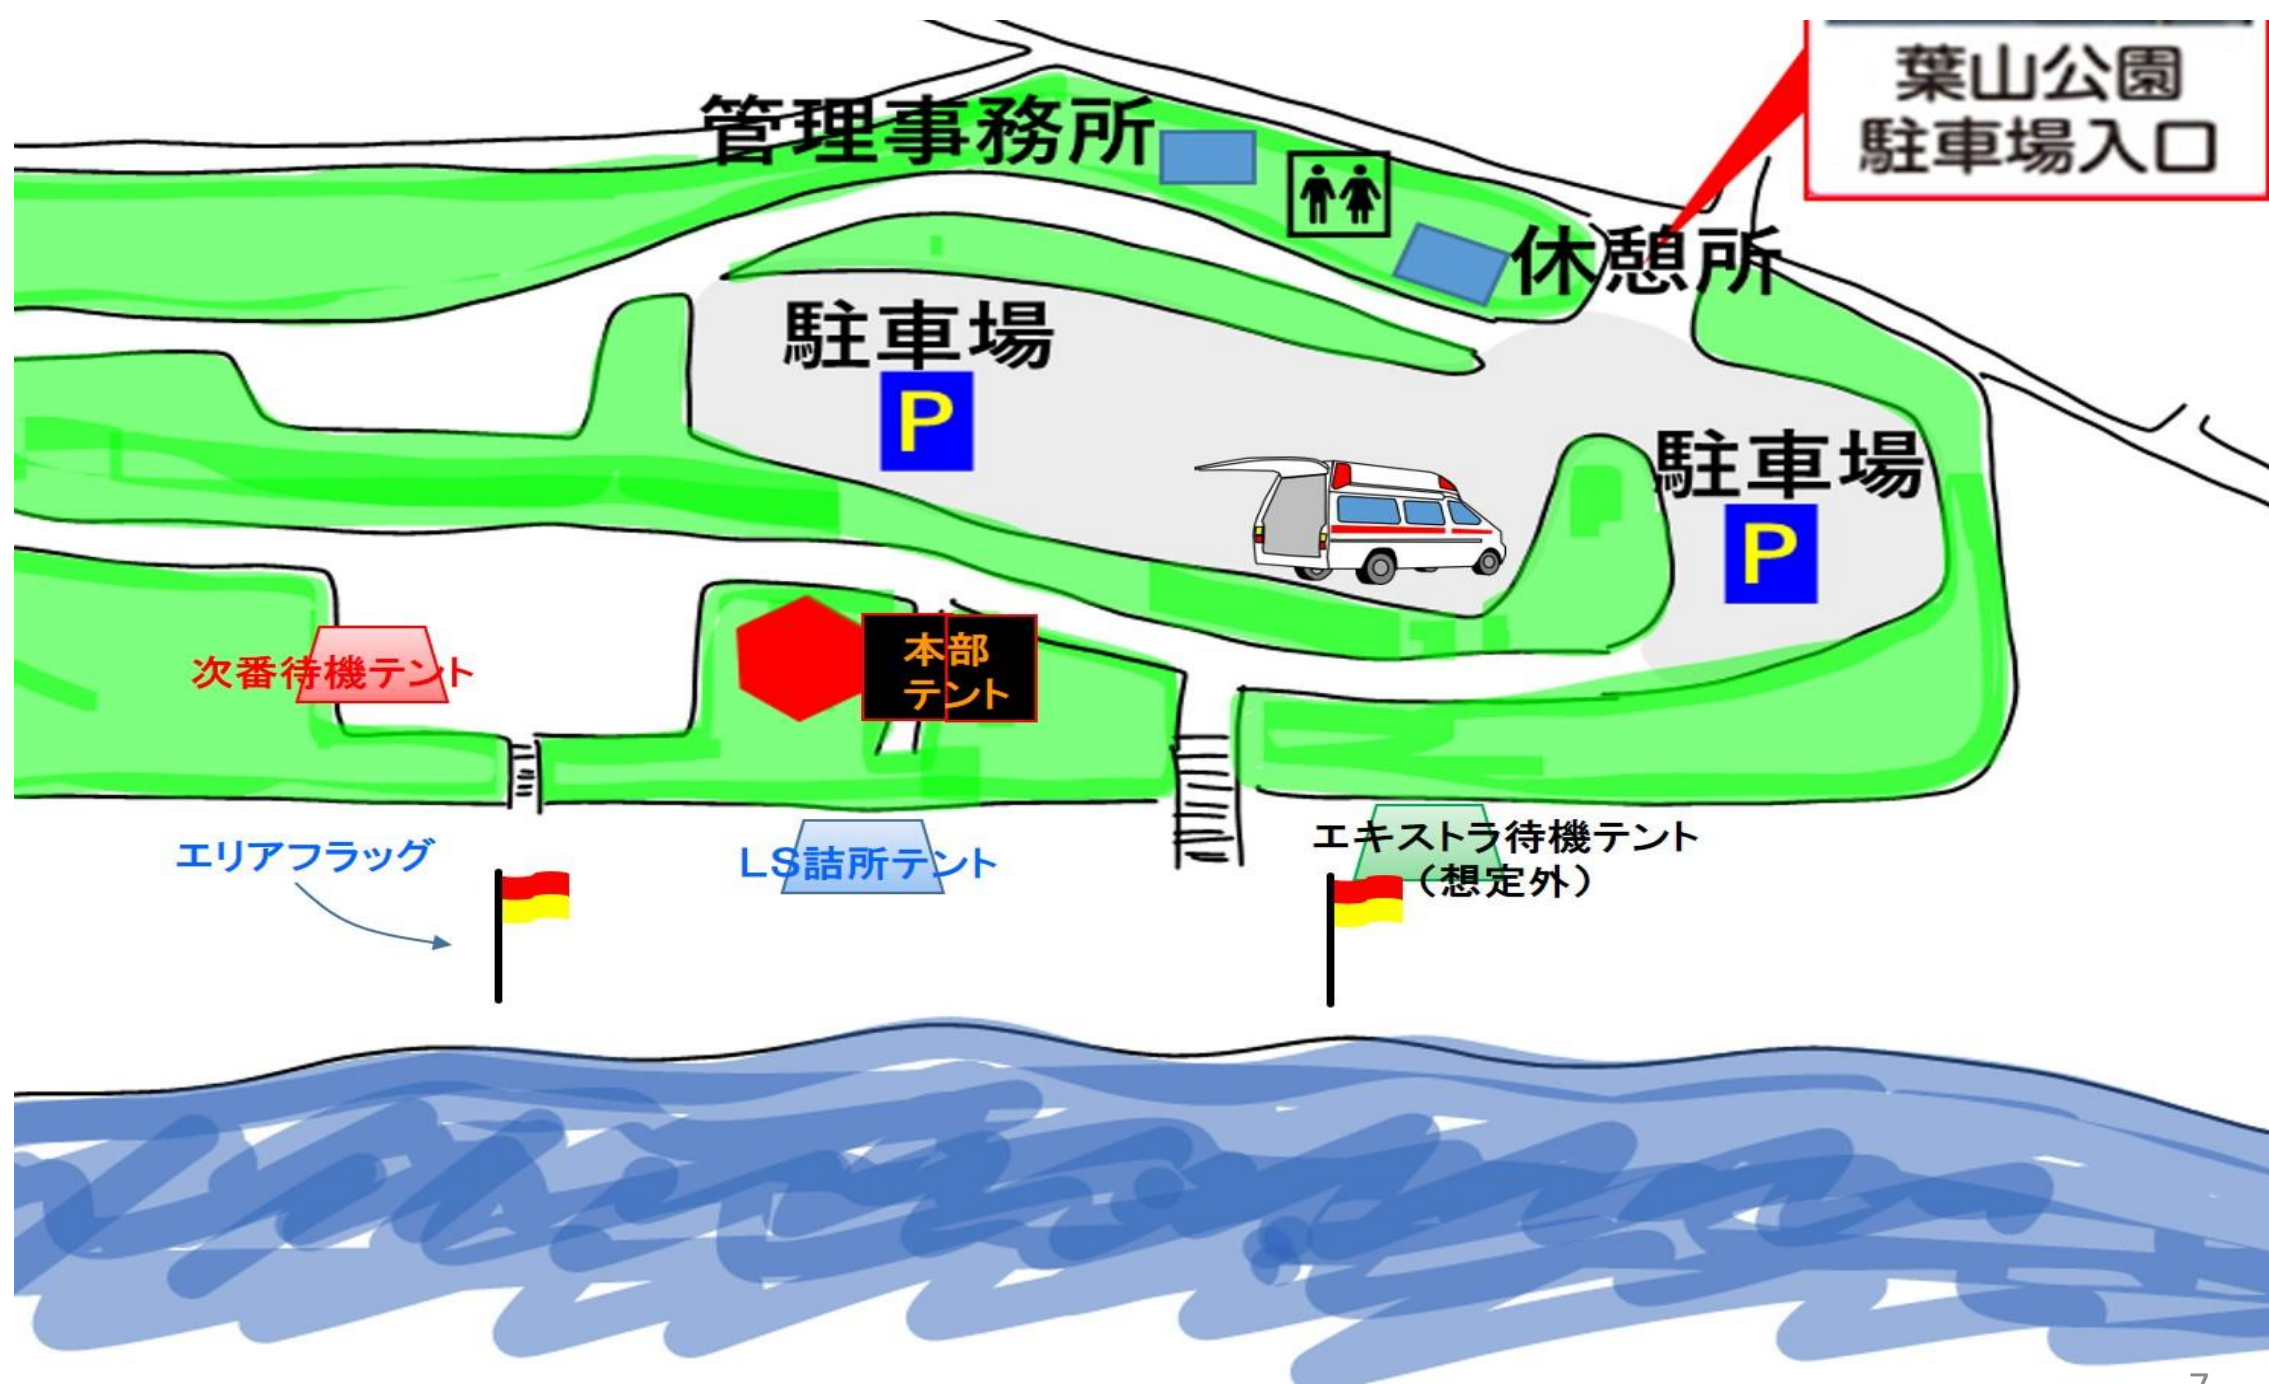 葉山公園
駐車場入口
管理事務所
休憩所
駐車場
P
駐車場
P
本部
テント
次番待機テント
エリアフラッグ
LS詰所テント
エキストラ待機テント
（想定外）